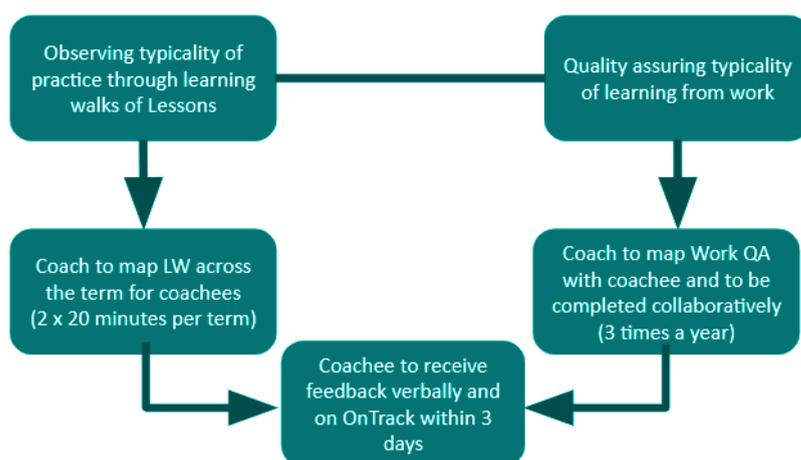 Observing typicality of
practice through learning
walks of Lessons
Quality assuring typicality
of learning from work
Coach to map LW across
the term for coachees
(2 x 20 minutes per term)
Coach to map Work QA
with coachee and to be
completed collaboratively
(3 times a year)
Coachee to receive
feedback verbally and
on OnTrack within 3
days